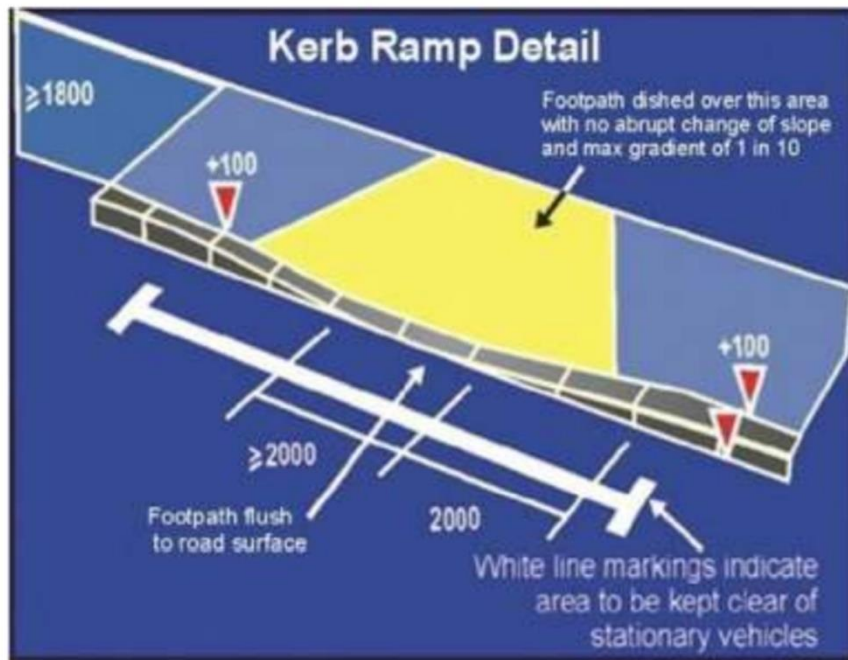 Kerb Ramp Detail
≥1800
Footpath dished over this area
with no abrupt change of slope
and max gradient of 1 in 10
+100
+100
≥2000
2000
Footpath flush
to road surface
White line markings indicate
area to be kept clear of
stationary vehicles